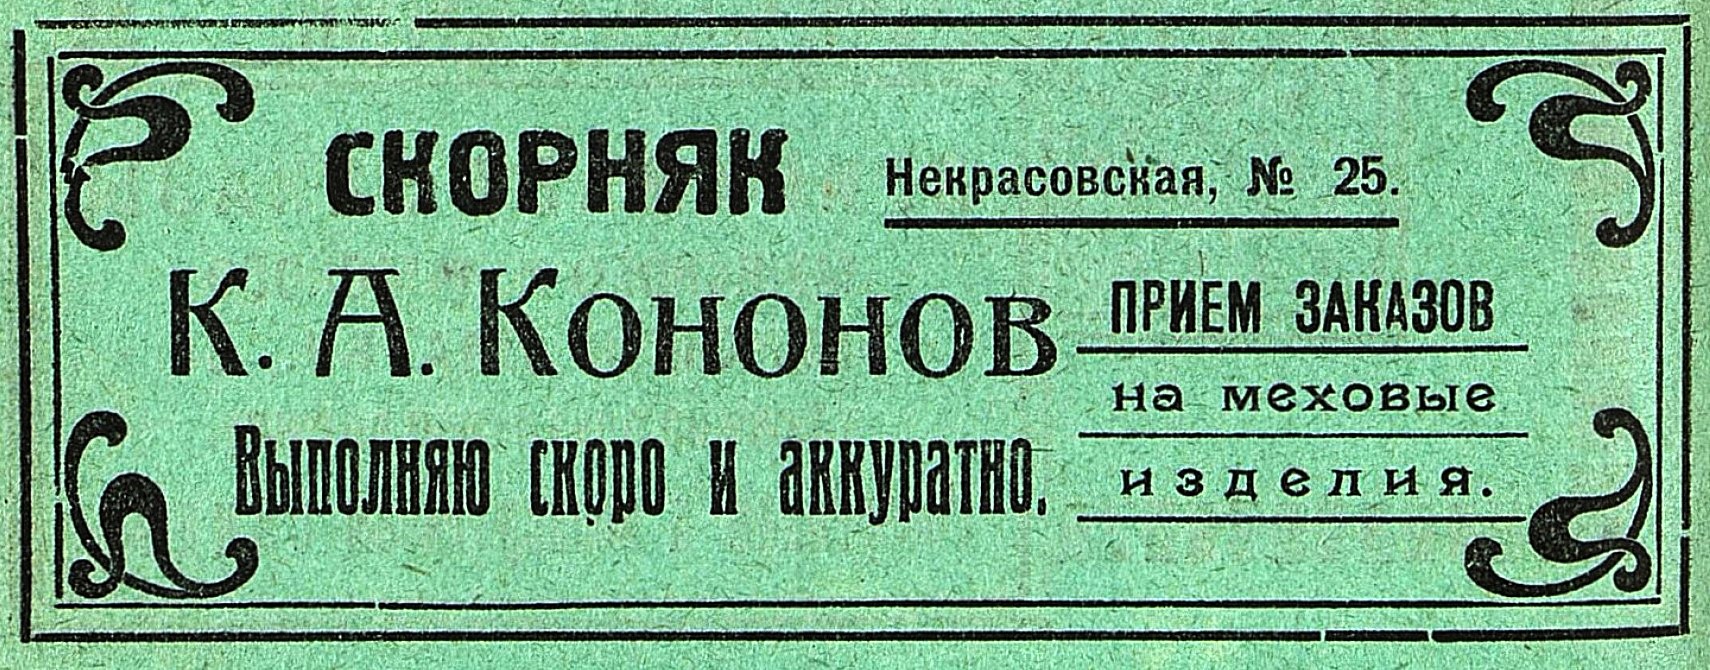 СКОРНЯК
К. А. Кононов
Выполняю скоро и аккуратно.
Некрасовская, № 25.
ПРИЕМ ЗАКАЗОВ
на меховые
изделия.